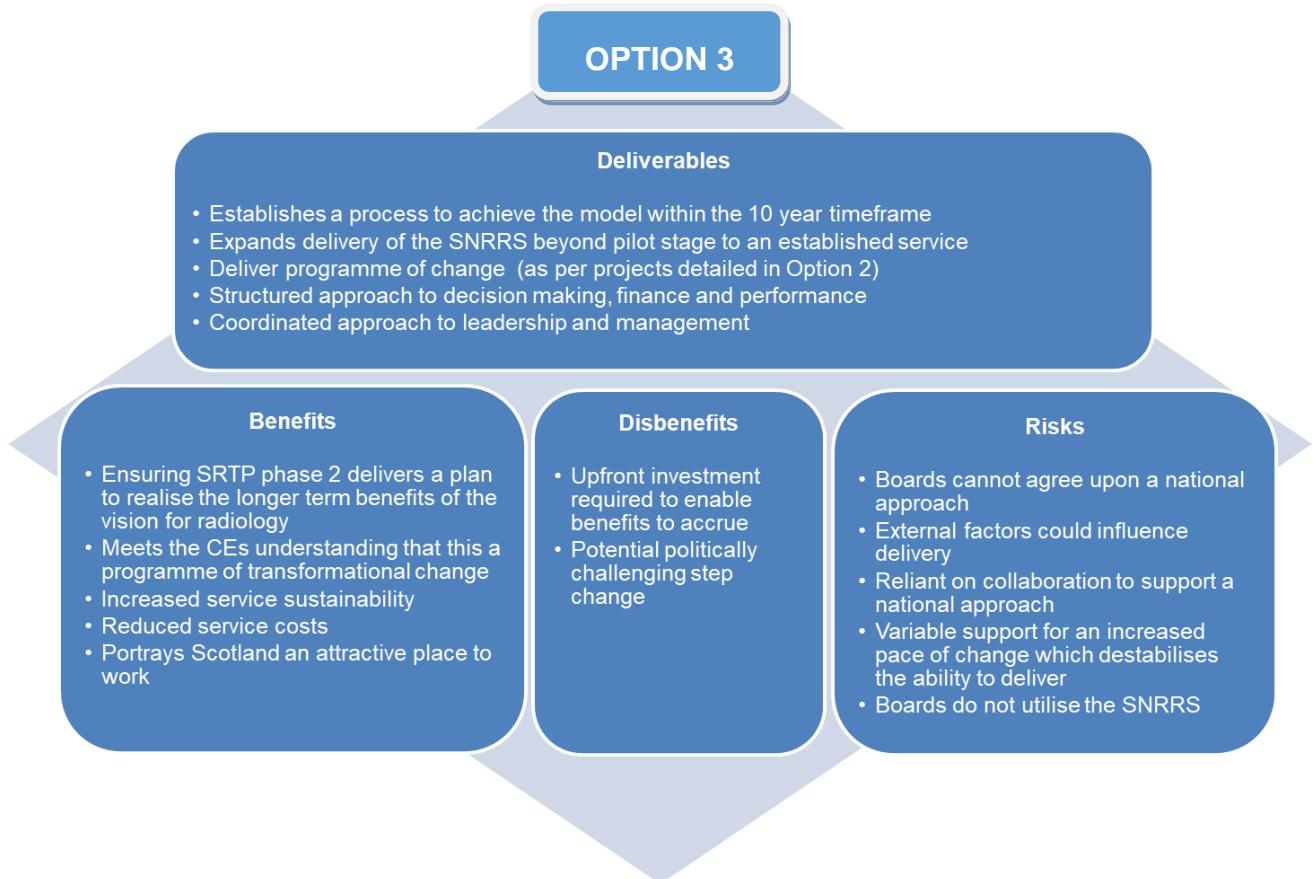 OPTION 3
Deliverables
• Establishes a process to achieve the model within the 10 year timeframe
• Expands delivery of the SNRRS beyond pilot stage to an established service
• Deliver programme of change (as per projects detailed in Option 2)
• Structured approach to decision making, finance and performance
• Coordinated approach to leadership and management
Benefits
• Ensuring SRTP phase 2 delivers a plan
to realise the longer term benefits of the
vision for radiology
• Meets the CEs understanding that this a
programme of transformational change
• Increased service sustainability
• Reduced service costs
• Portrays Scotland an attractive place to
work
Disbenefits
• Upfront investment
required to enable
benefits to accrue
• Potential politically
challenging step
change
Risks
• Boards cannot agree upon a national
approach
• External factors could influence
delivery
• Reliant on collaboration to support a
national approach
• Variable support for an increased
pace of change which destabilises
the ability to deliver
• Boards do not utilise the SNRRS